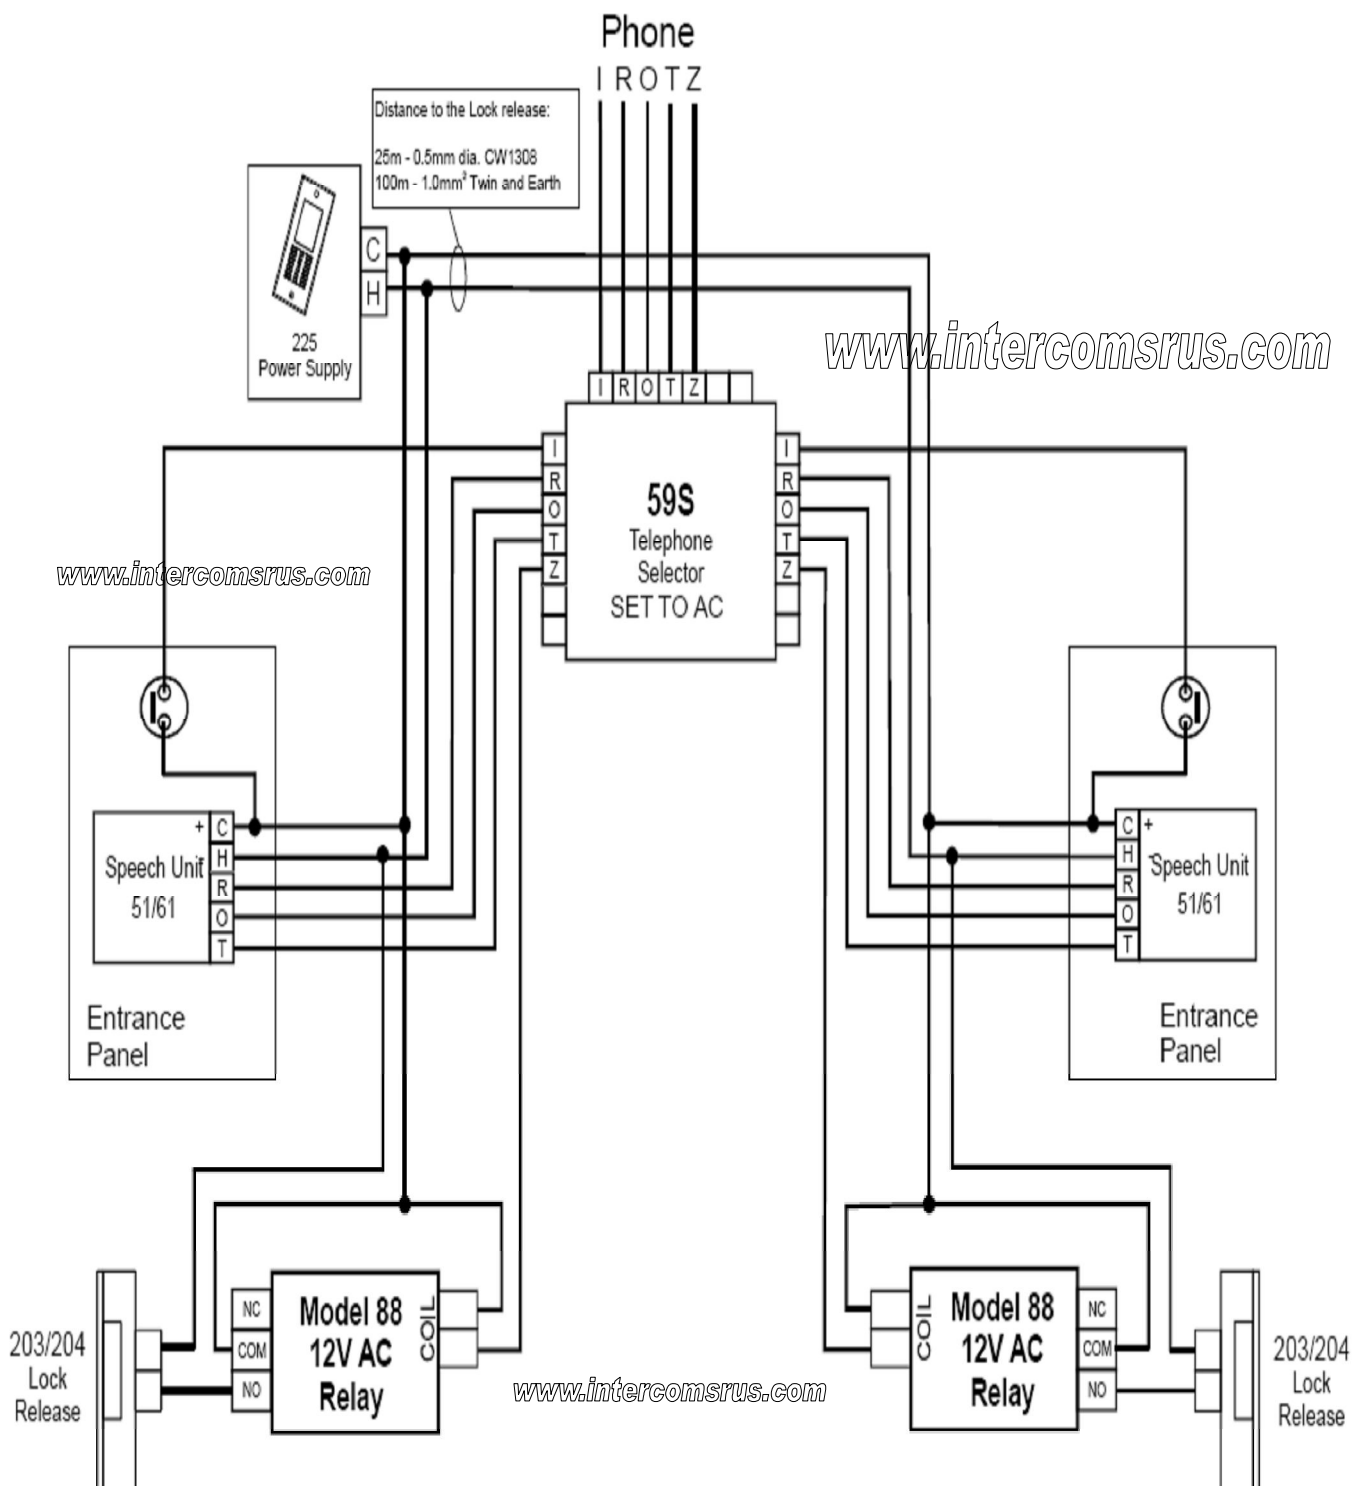 Phone
I R O T Z
Distance to the Lock release:
25m - 0.5mm dia. CW1308
100m - 1.0mm² Twin and Earth
C
H
225
Power Supply
www.intercomsrus.com
I R O T Z
I
R
O
T
Z
59S
Telephone
Selector
SET TO AC
I
R
O
T
Z
www.intercomsrus.com
+ C
- H
R
O
T
Speech Unit
51/61
Entrance
Panel
C +
H -
R
O
T
Speech Unit
51/61
Entrance
Panel
203/204
Lock
Release
NC
COM
NO
Model 88
12V AC
Relay
COIL
www.intercomsrus.com
COIL
Model 88
12V AC
Relay
NC
COM
NO
203/204
Lock
Release